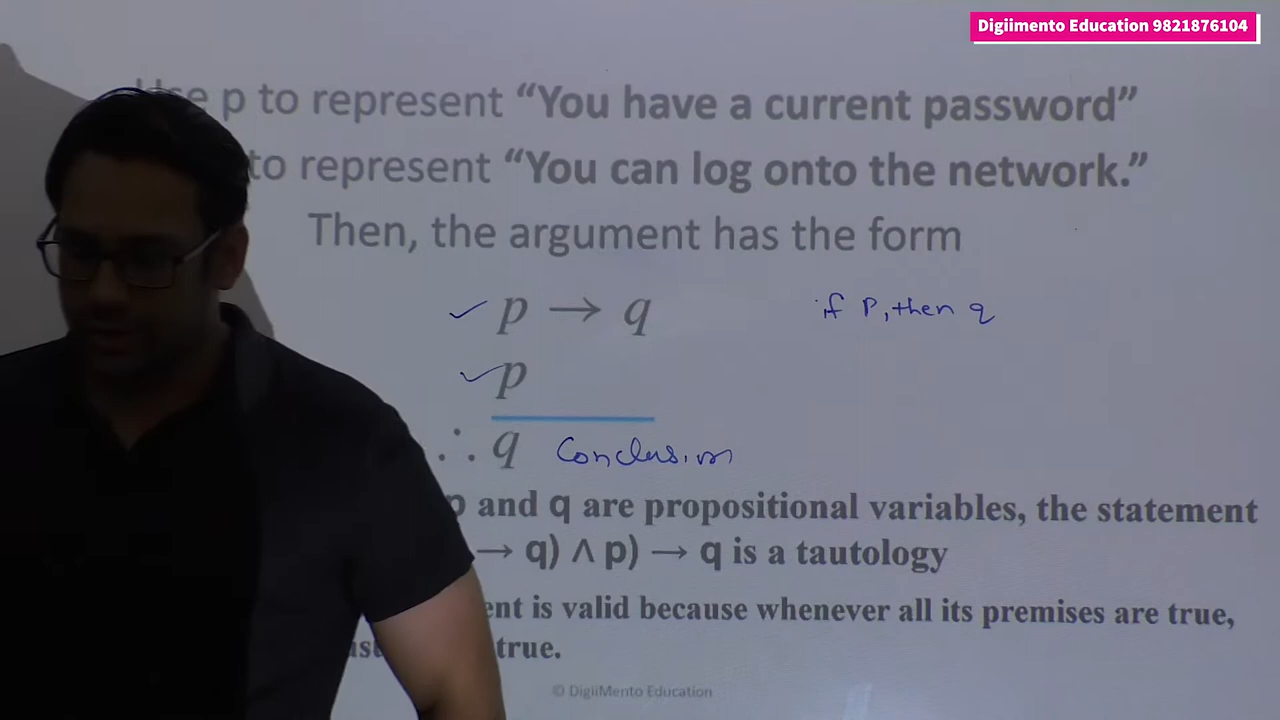 Digiimento Education 9821876104
p to represent “You have a current password”
to represent “You can log onto the network.”
Then, the argument has the form
p → q if P, then q
p
∴ q Conclusion
p and q are propositional variables, the statement
→ q) ∧ p) → q is a tautology
is valid because whenever all its premises are true,
true.
© DigiiMento Education